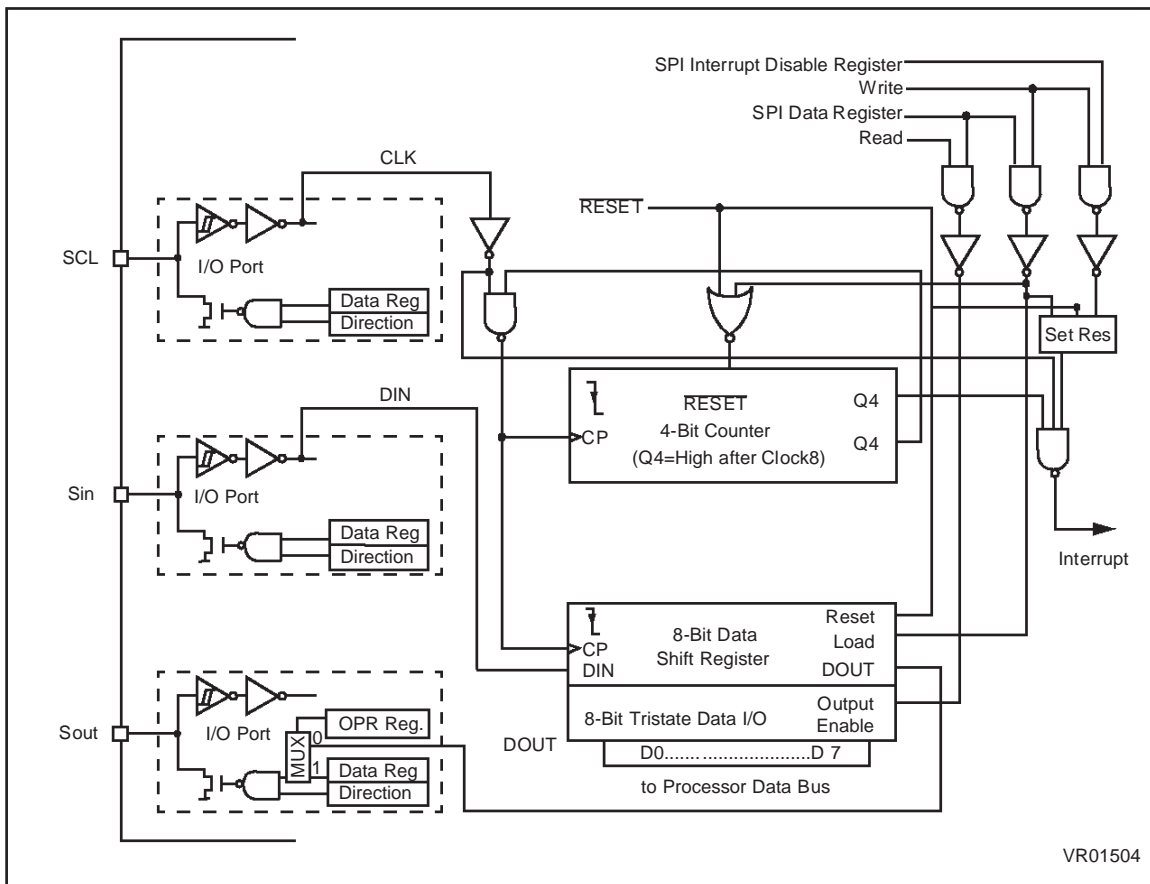 SPI Interrupt Disable Register
Write
SPI Data Register
Read
CLK
RESET
SCL
I/O Port
Data Reg
Direction
Set Res
DIN
RESET
Q4
4-Bit Counter
CP
Q4
(Q4=High after Clock8)
Sin
I/O Port
Data Reg
Direction
Interrupt
Reset
8-Bit Data
Load
CP
Shift Register
DIN
DOUT
Sout
I/O Port
OPR Reg.
MUX
0
1
Data Reg
Direction
8-Bit Tristate Data I/O
Output
Enable
DOUT
D0..............................D 7
to Processor Data Bus
VR01504